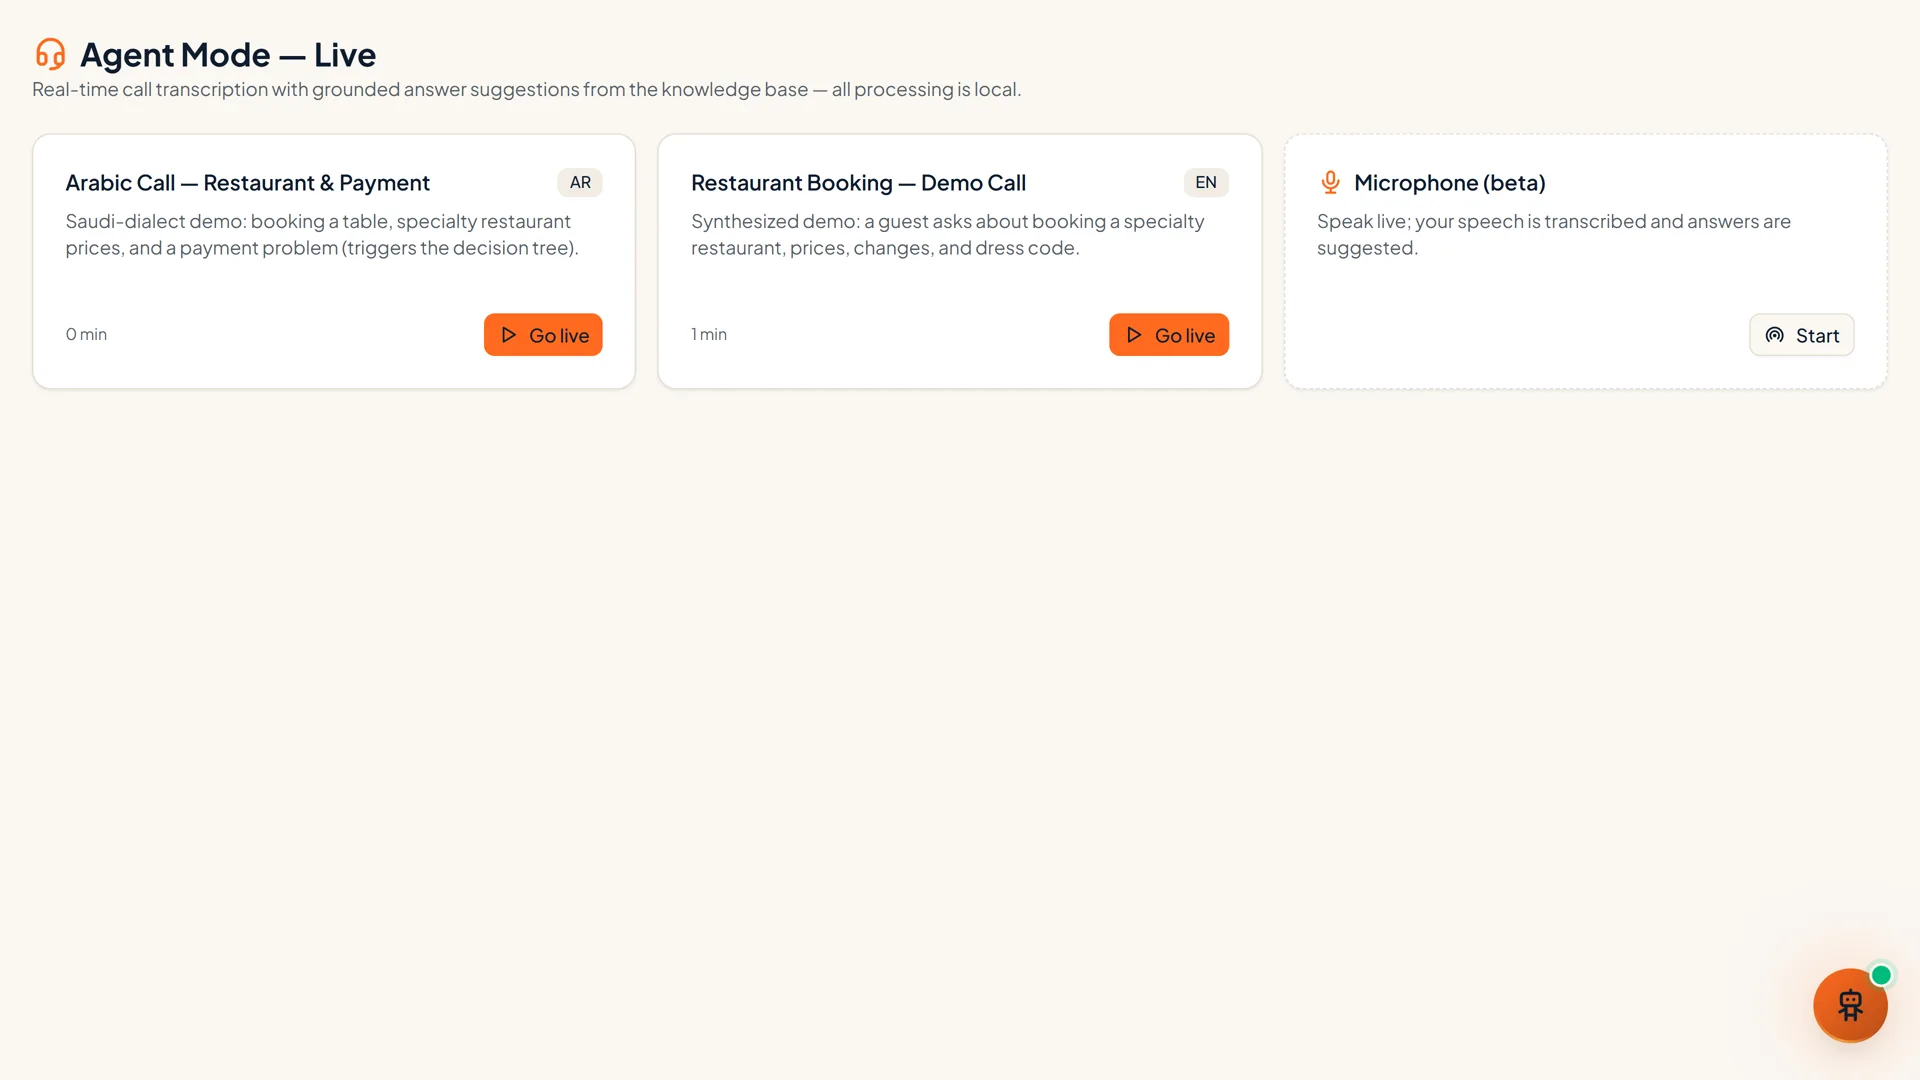 Agent Mode — Live
Real-time call transcription with grounded answer suggestions from the knowledge base — all processing is local.
Arabic Call — Restaurant & Payment
AR
Saudi-dialect demo: booking a table, specialty restaurant
prices, and a payment problem (triggers the decision tree).
0 min
Go live
Restaurant Booking — Demo Call
EN
Synthesized demo: a guest asks about booking a specialty
restaurant, prices, changes, and dress code.
1 min
Go live
Microphone (beta)
Speak live; your speech is transcribed and answers are
suggested.
Start